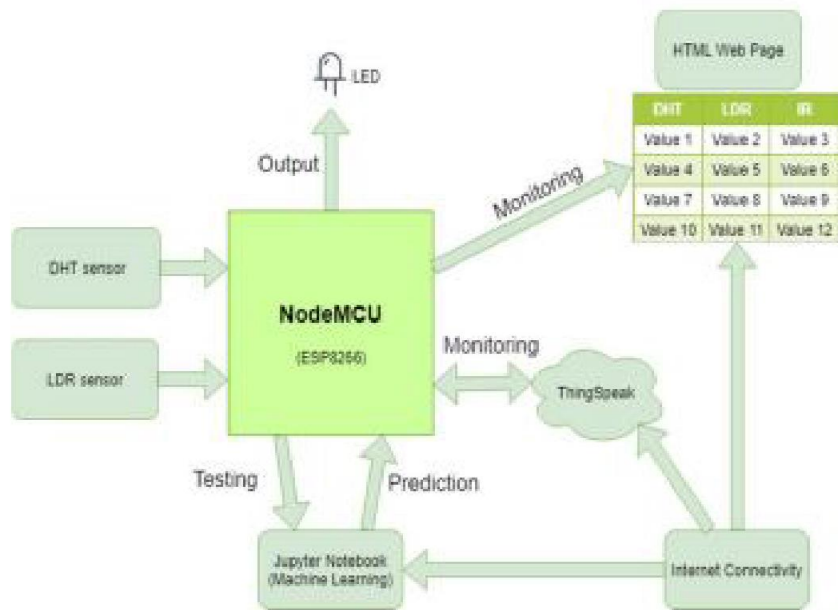 LED
HTML Web Page
DHT LDR IR
Value 1 Value 2 Value 3
Value 4 Value 5 Value 6
Value 7 Value 8 Value 9
Value 10 Value 11 Value 12
Output
Monitoring
DHT sensor
NodeMCU
(ESP8266)
LDR sensor
Monitoring
ThingSpeak
Testing
Prediction
Jupyter Notebook
(Machine Learning)
Internet Connectivity